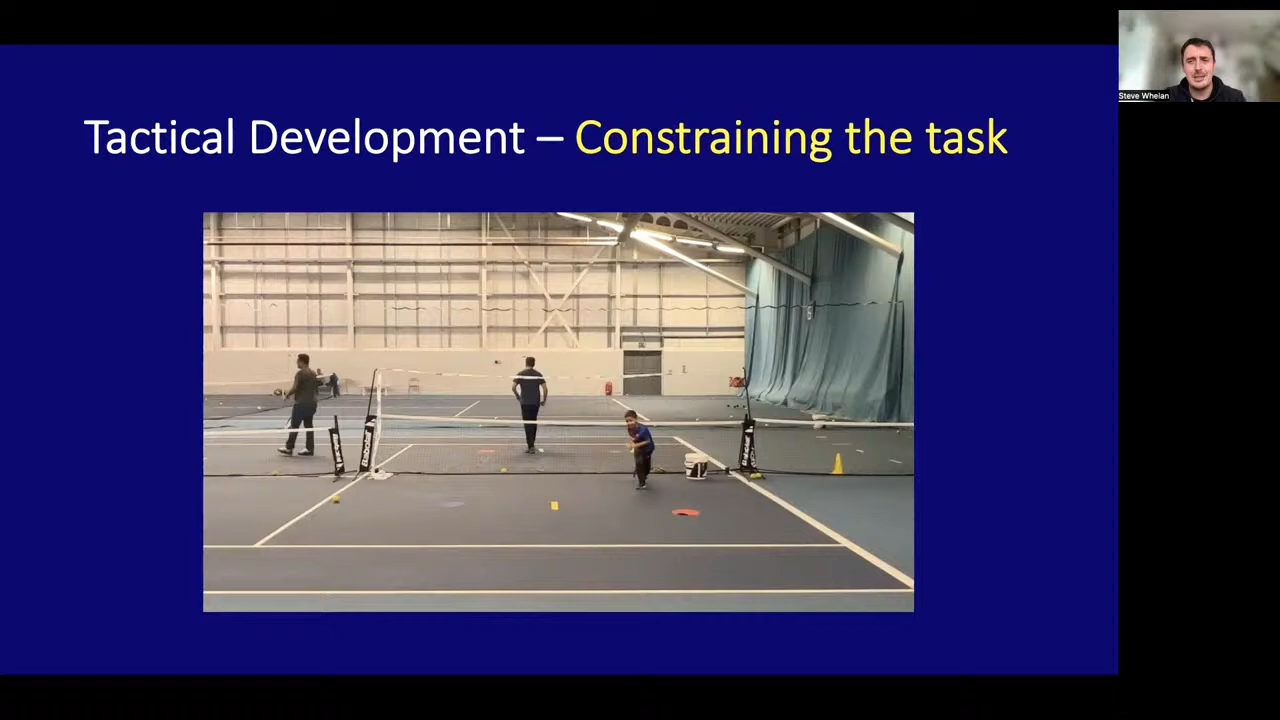 Steve Whelan
Tactical Development – Constraining the task